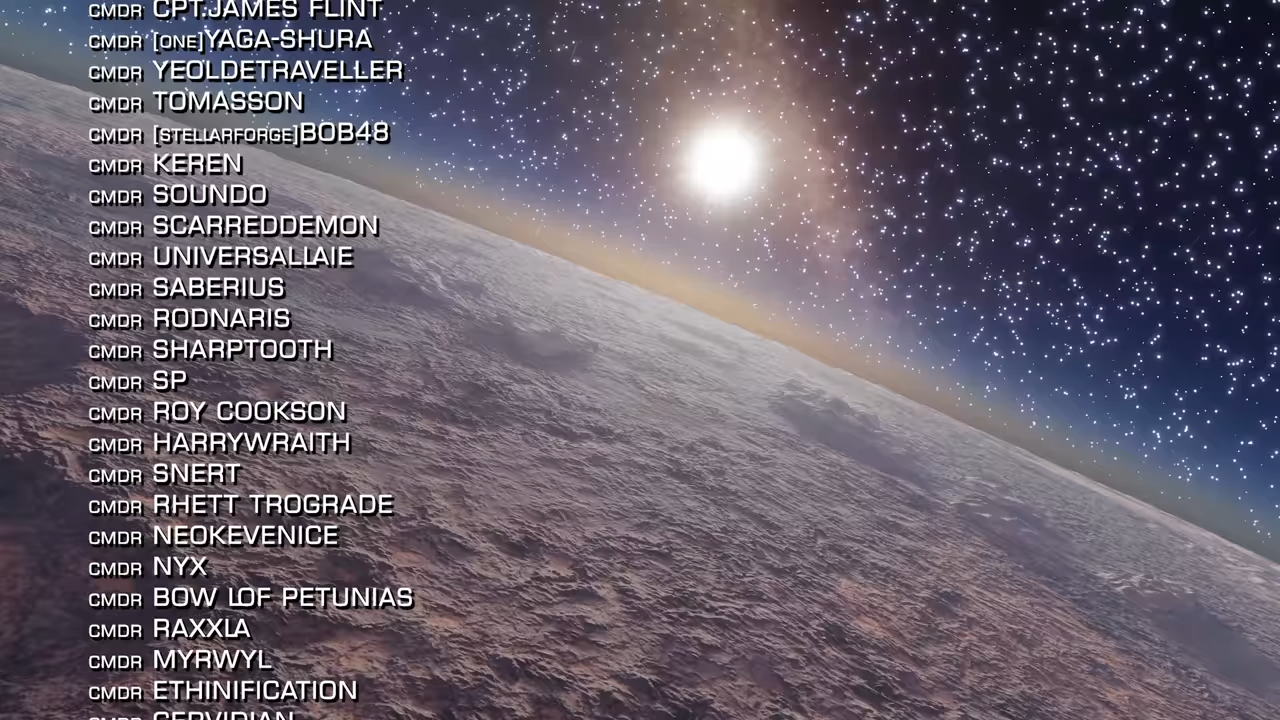 CMDR CPT.JAMES FLINT
CMDR [ONE]YAGA-SHURA
CMDR YEOLDETRAVELLER
CMDR TOMASSON
CMDR [STELLARFORGE]BOB48
CMDR KEREN
CMDR SOUNDO
CMDR SCARREDDEMON
CMDR UNIVERSALLAIE
CMDR SABERIUS
CMDR RODNARIS
CMDR SHARPTOOTH
CMDR SP
CMDR ROY COOKSON
CMDR HARRYWRAITH
CMDR SNERT
CMDR RHETT TROGRADE
CMDR NEOKEVENICE
CMDR NYX
CMDR BOW LOF PETUNIAS
CMDR RAXXLA
CMDR MYRWYL
CMDR ETHINIFICATION
CMDR CERVIDIAN